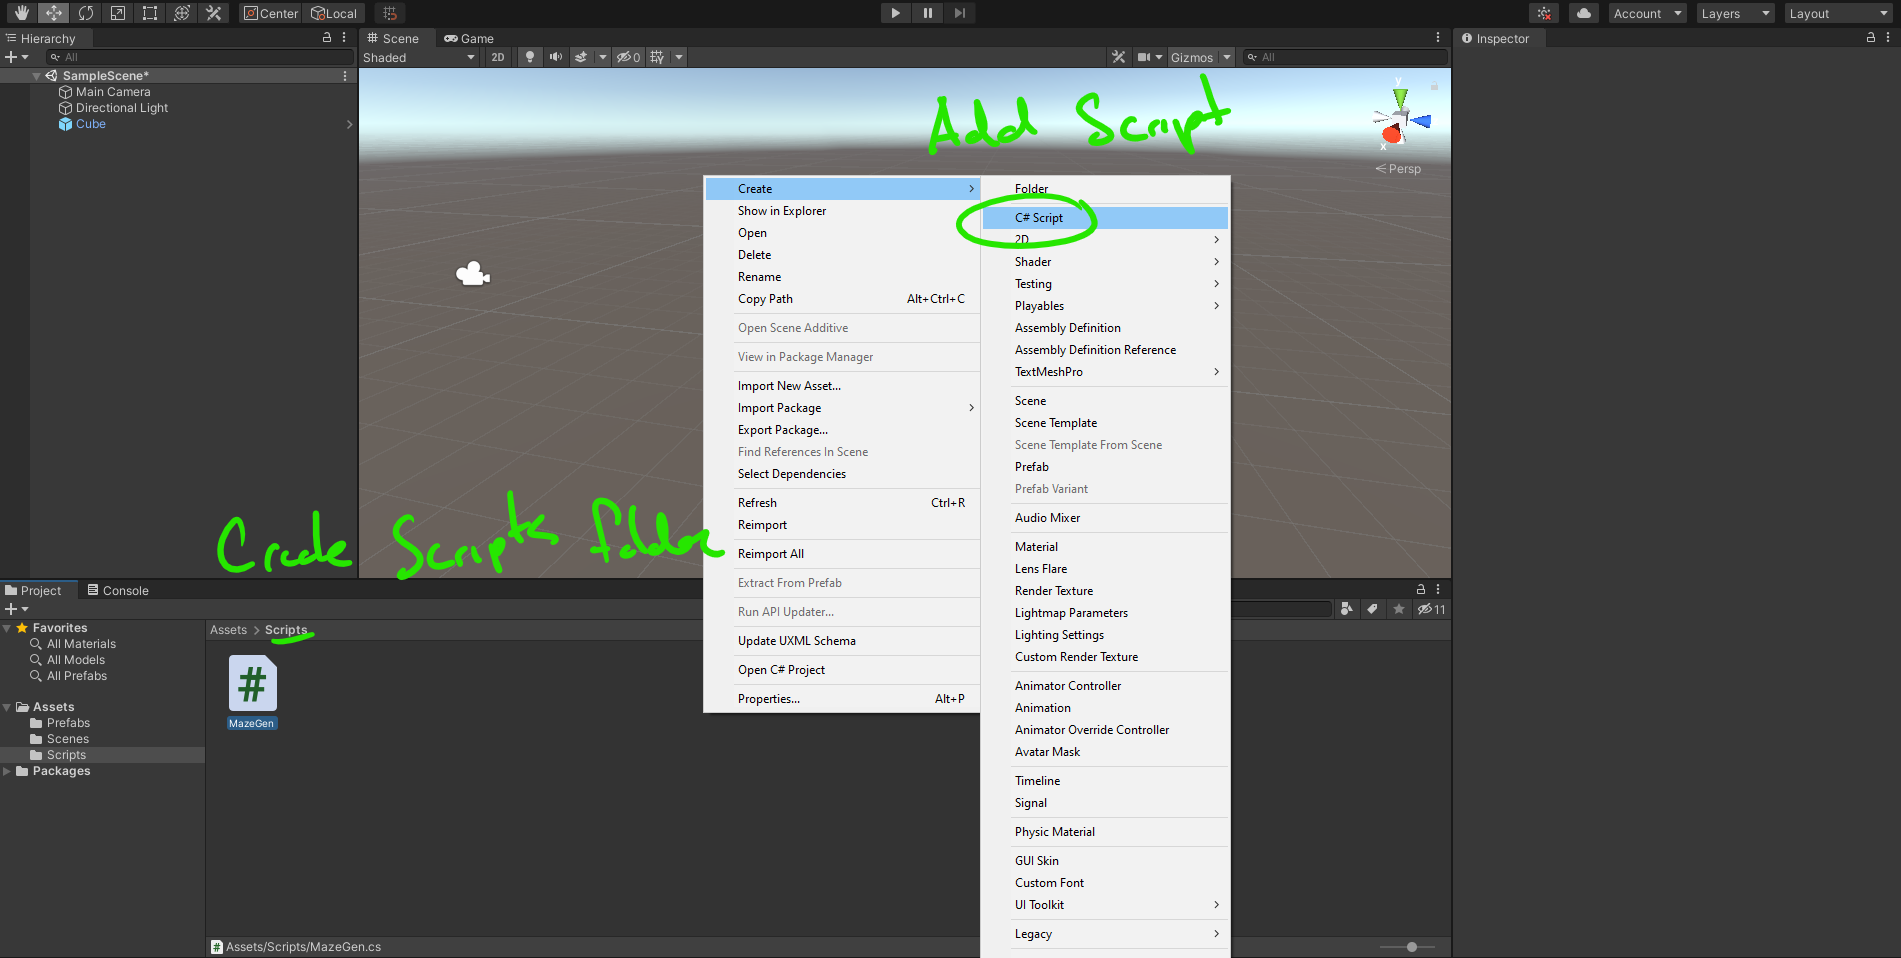 Center Local Account Layers Layout
Hierarchy
All
SampleScene*
Main Camera
Directional Light
Cube
Scene Game
Shaded 2D 0 Gizmos All
Inspector
y
x
Persp
Add Script
Create Scripts folder
Create
Show in Explorer
Open
Delete
Rename
Copy Path Alt+Ctrl+C
Open Scene Additive
View in Package Manager
Import New Asset...
Import Package
Export Package...
Find References In Scene
Select Dependencies
Refresh Ctrl+R
Reimport
Reimport All
Extract From Prefab
Run API Updater...
Update UXML Schema
Open C# Project
Properties... Alt+P
Folder
C# Script
2D
Shader
Testing
Playables
Assembly Definition
Assembly Definition Reference
TextMeshPro
Scene
Scene Template
Scene Template From Scene
Prefab
Prefab Variant
Audio Mixer
Material
Lens Flare
Render Texture
Lightmap Parameters
Lighting Settings
Custom Render Texture
Animator Controller
Animation
Animator Override Controller
Avatar Mask
Timeline
Signal
Physic Material
GUI Skin
Custom Font
UI Toolkit
Legacy
Project Console
11
Favorites
All Materials
All Models
All Prefabs
Assets
Prefabs
Scenes
Scripts
Packages
Assets > Scripts
#
MazeGen
Assets/Scripts/MazeGen.cs